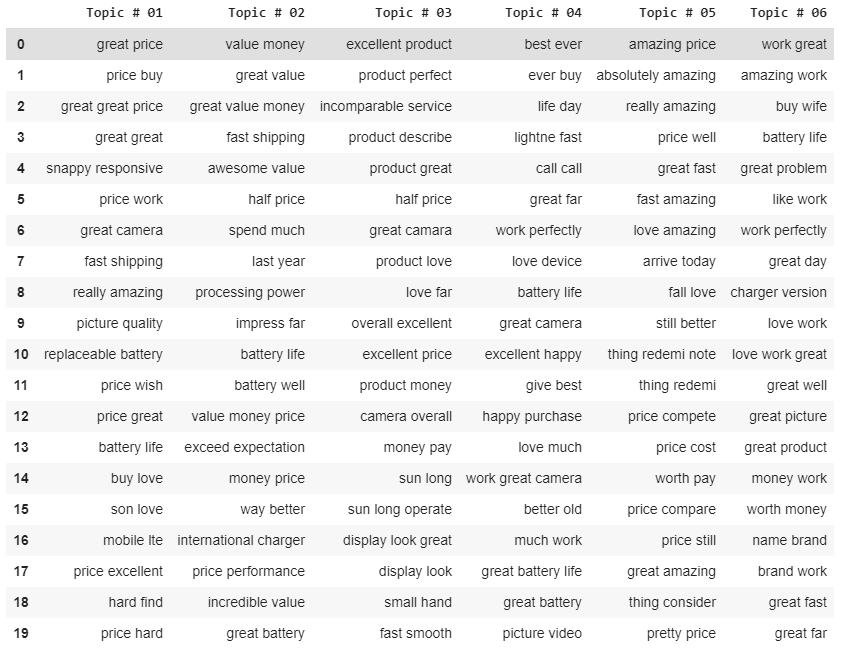 Topic # 01 Topic # 02 Topic # 03 Topic # 04 Topic # 05 Topic # 06
0 great price value money excellent product best ever amazing price work great
1 price buy great value product perfect ever buy absolutely amazing amazing work
2 great great price great value money incomparable service life day really amazing buy wife
3 great great fast shipping product describe lightne fast price well battery life
4 snappy responsive awesome value product great call call great fast great problem
5 price work half price half price great far fast amazing like work
6 great camera spend much great camara work perfectly love amazing work perfectly
7 fast shipping last year product love love device arrive today great day
8 really amazing processing power love far battery life fall love charger version
9 picture quality impress far overall excellent great camera still better love work
10 replaceable battery battery life excellent price excellent happy thing redemi note love work great
11 price wish battery well product money give best thing redemi great well
12 price great value money price camera overall happy purchase price compete great picture
13 battery life exceed expectation money pay love much price cost great product
14 buy love money price sun long work great camera worth pay money work
15 son love way better sun long operate better old price compare worth money
16 mobile lte international charger display look great much work price still name brand
17 price excellent price performance display look great battery life great amazing brand work
18 hard find incredible value small hand great battery thing consider great fast
19 price hard great battery fast smooth picture video pretty price great far